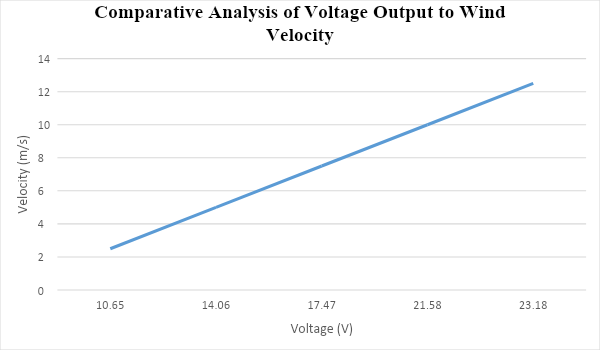 Comparative Analysis of Voltage Output to Wind
Velocity
14
12
10
8
6
4
2
0
Velocity (m/s)
10.65 14.06 17.47 21.58 23.18
Voltage (V)